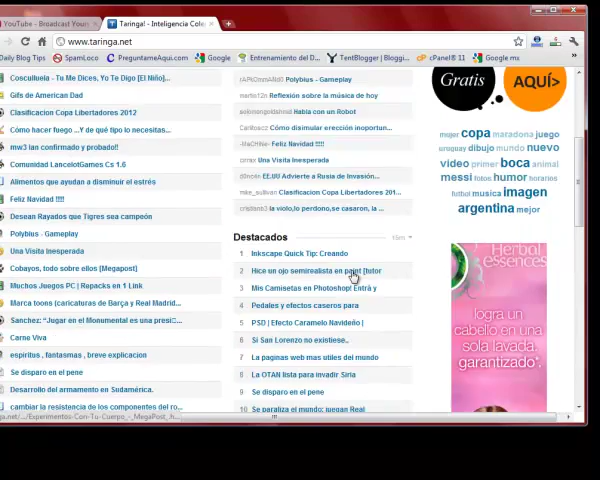 YouTube - Broadcast Your
Taringa! - Inteligencia Cole
www.taringa.net
Daily Blog Tips
SpamLoco
PreguntameAqui.com
Google
Entrenamiento del D...
TentBlogger | Bloggi...
cPanel® 11
Google ms
Cosculluela - Tu Me Dices, Yo Te Digo [El Niño]...
Gifs de American Dad
Clasificacion Copa Libertadores 2012
Cómo hacer fuego ...Y de qué tipo lo necesitas...
mw3 lan confirmado y probado!!
Comunidad LancelotGames Cs 1.6
Alimentos que ayudan a disminuir el estrés
Feliz Navidad !!!!!
Desean Rayados que Tigres sea campeón
Polybius - Gameplay
Una Visita Inesperada
Cobayos, todo sobre ellos [Megapost]
Muchos Juegos PC | Repacks en 1 Link
Marca toons (caricaturas de Barça y Real Madrid...
Sanchez: "Jugar en el Monumental es una presic...
Carne Viva
espiritus , fantasmas , breve explicacion
Se disparo en el pene
Desarrollo del armamento en Sudamérica.
cambiar la resistencia de los componentes del ro...
Polybius - Gameplay
Reflexión sobre la música de hoy
Habla con un Robot
Carlitoscz Cómo disimular erección inoportun...
-MaCHiNe- Feliz Navidad !!!!!
Una Visita Inesperada
EE.UU Advierte a Rusia de Invasión...
mike_sullivan Clasificacion Copa Libertadores 201...
la violo,lo perdono,se casaron, la ...
Destacados
1 Inkscape Quick Tip: Creando
2 Hice un ojo semirealista en paint [tutor
3 Mis Camisetas en Photoshop! Entrá y
4 Pedales y efectos caseros para
5 PSD | Efecto Caramelo Navideño |
6 Si San Lorenzo no existiese..
7 La paginas web mas utiles del mundo
8 La OTAN lista para invadir Siria
9 Se disparo en el pene
10 Se paraliza el mundo: juegan Real
Gratis
AQUÍ>
mujer copa maradona juego
uruguay dibujo mundo nuevo
video primer boca animal
messi fotos humor horarios
futbol musica imagen
argentina mejor
Herbal
essences
logra un
cabello en una
sola lavada.
garantizado*.